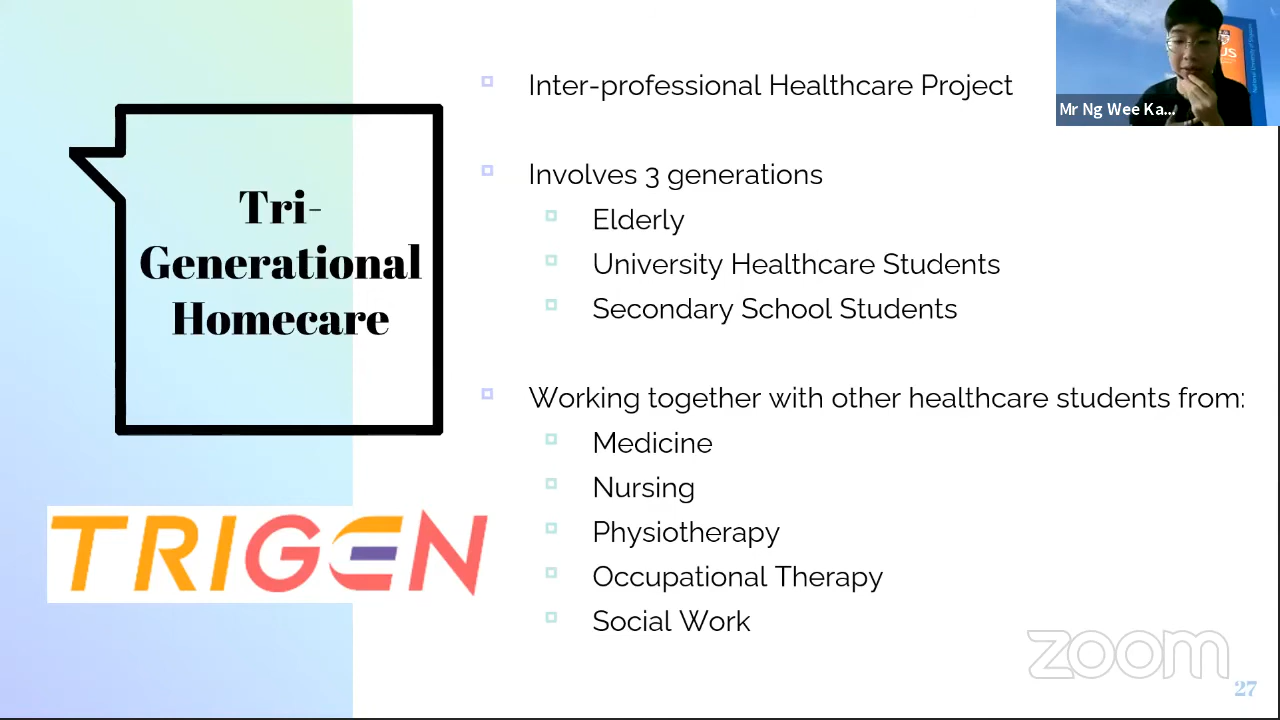 Inter-professional Healthcare Project
Mr Ng Wee Ka...
Involves 3 generations
Elderly
University Healthcare Students
Secondary School Students
Tri-
Generational
Homecare
Working together with other healthcare students from:
Medicine
Nursing
Physiotherapy
Occupational Therapy
Social Work
TRIGEN
zoom
27